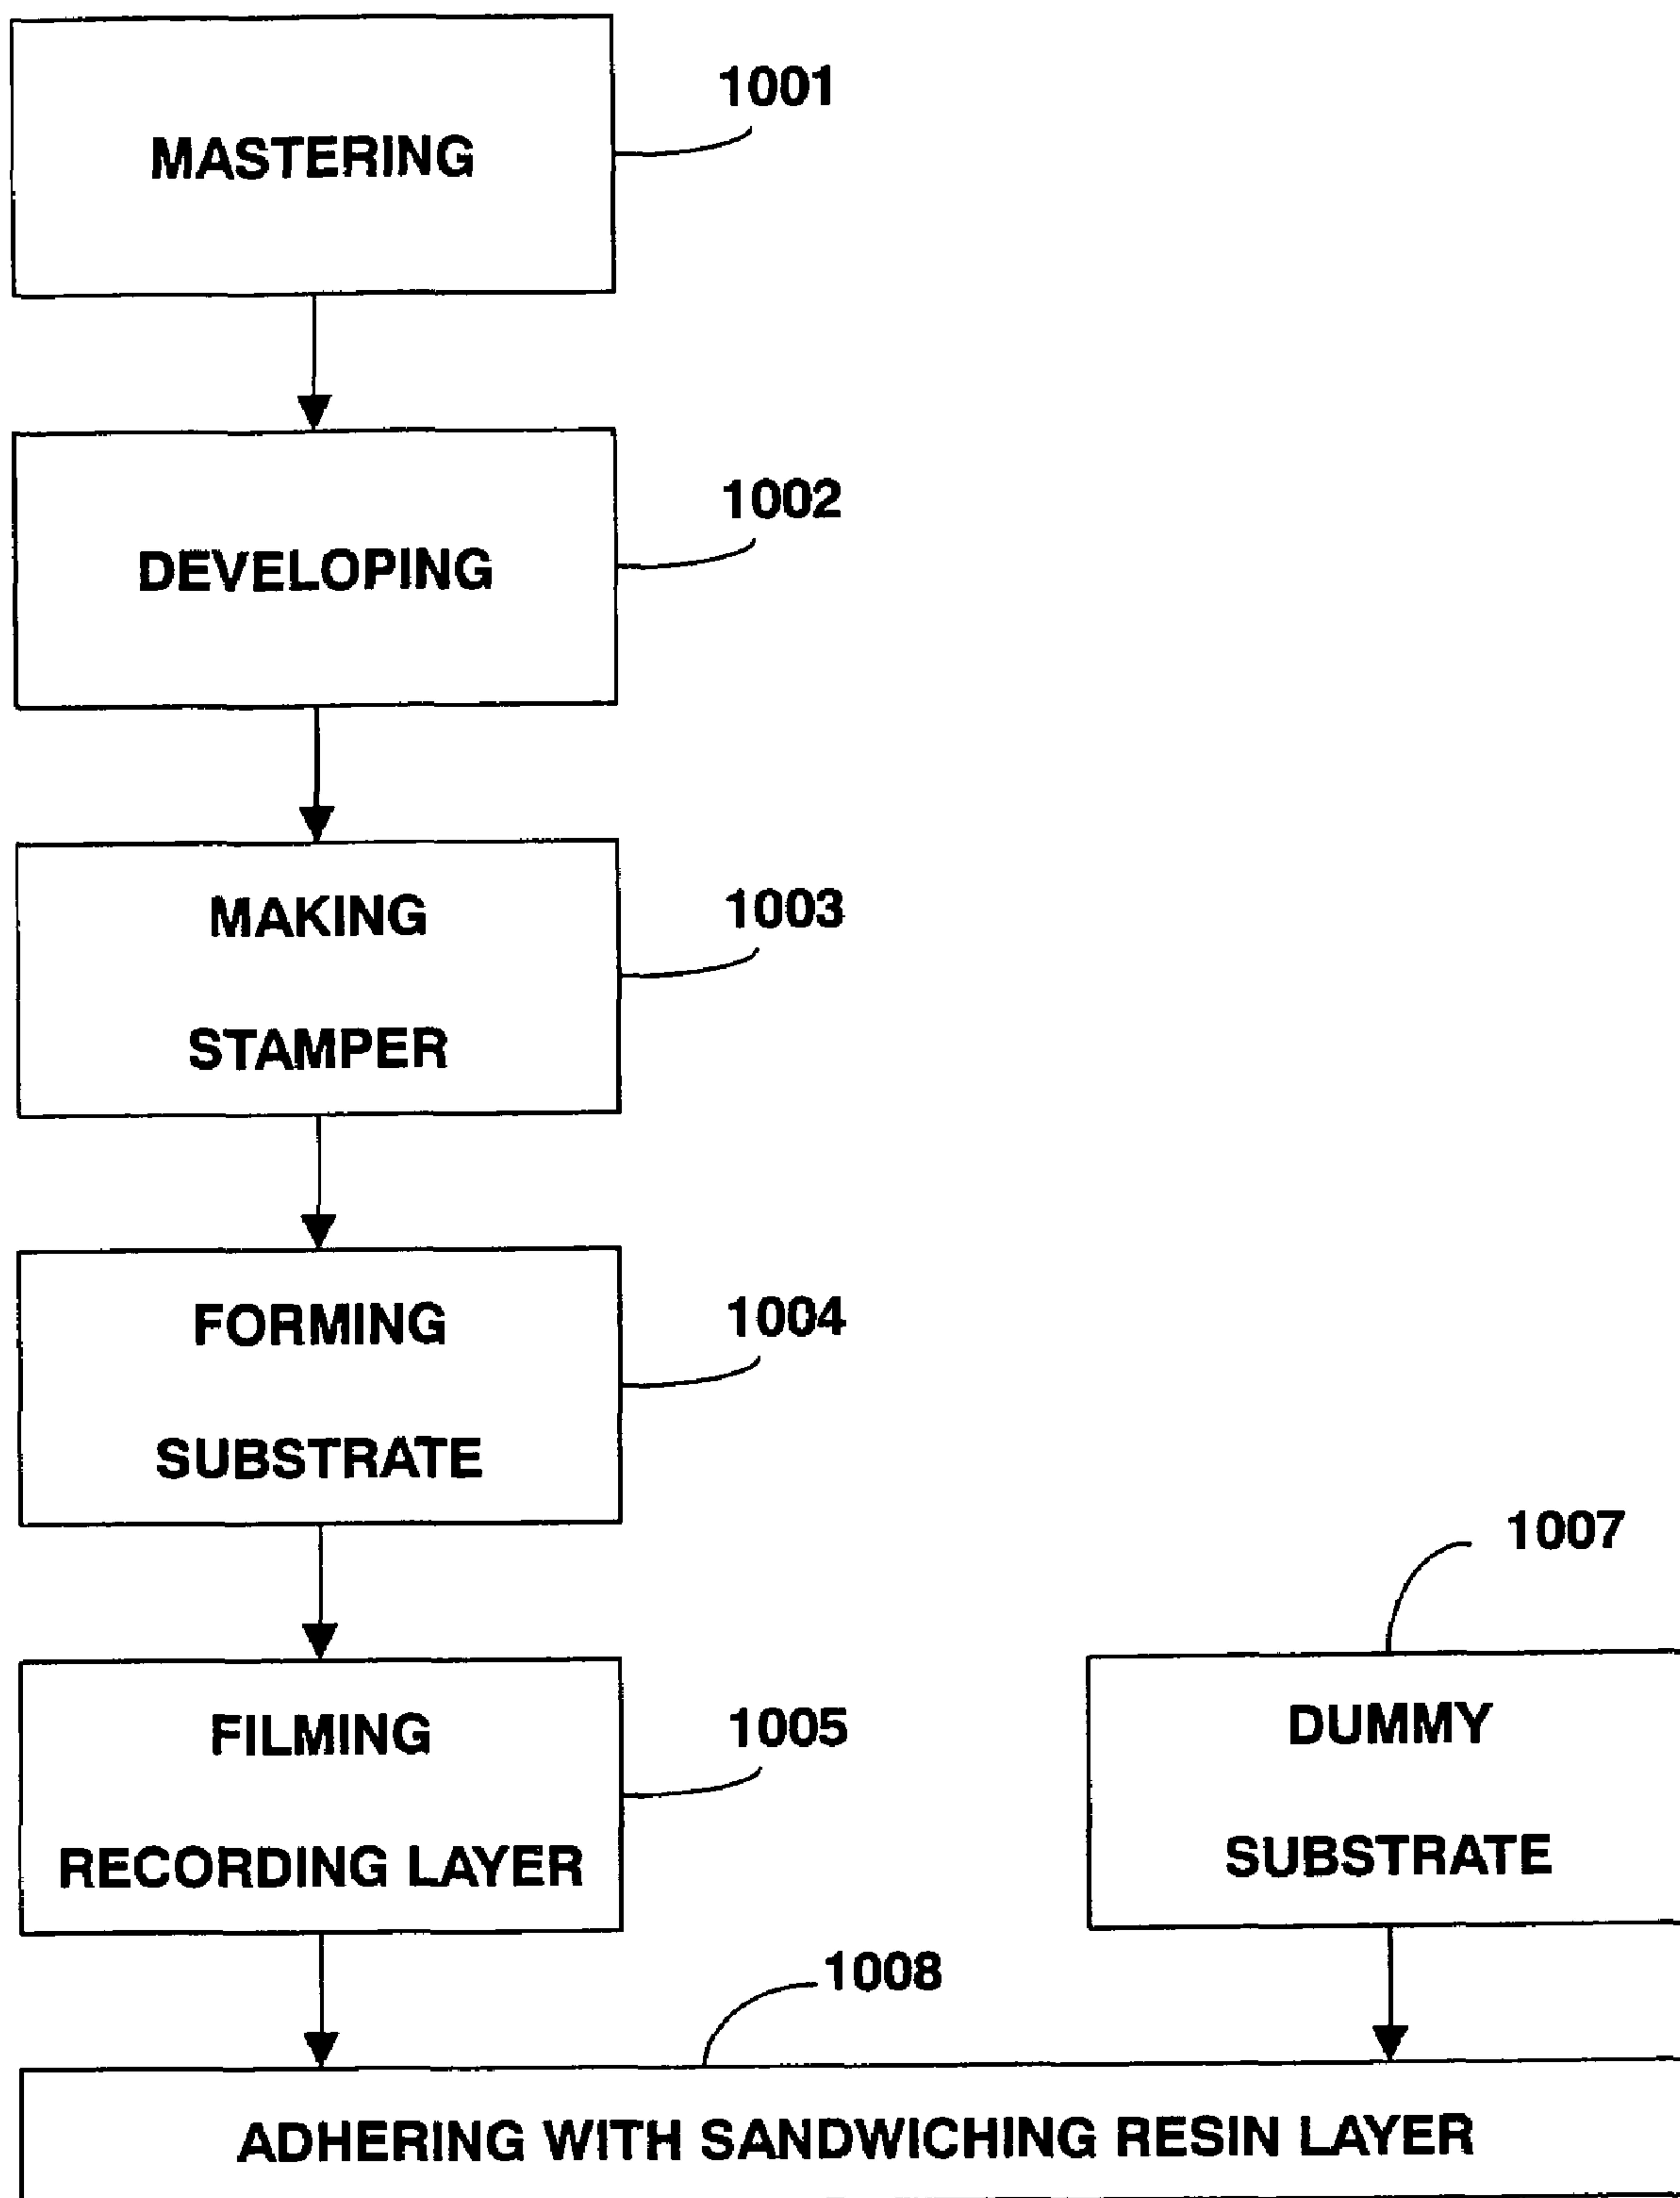 1001
MASTERING
1002
DEVELOPING
1003
MAKING
STAMPER
1004
FORMING
SUBSTRATE
1005
FILMING
RECORDING LAYER
1007
DUMMY
SUBSTRATE
1008
ADHERING WITH SANDWICHING RESIN LAYER